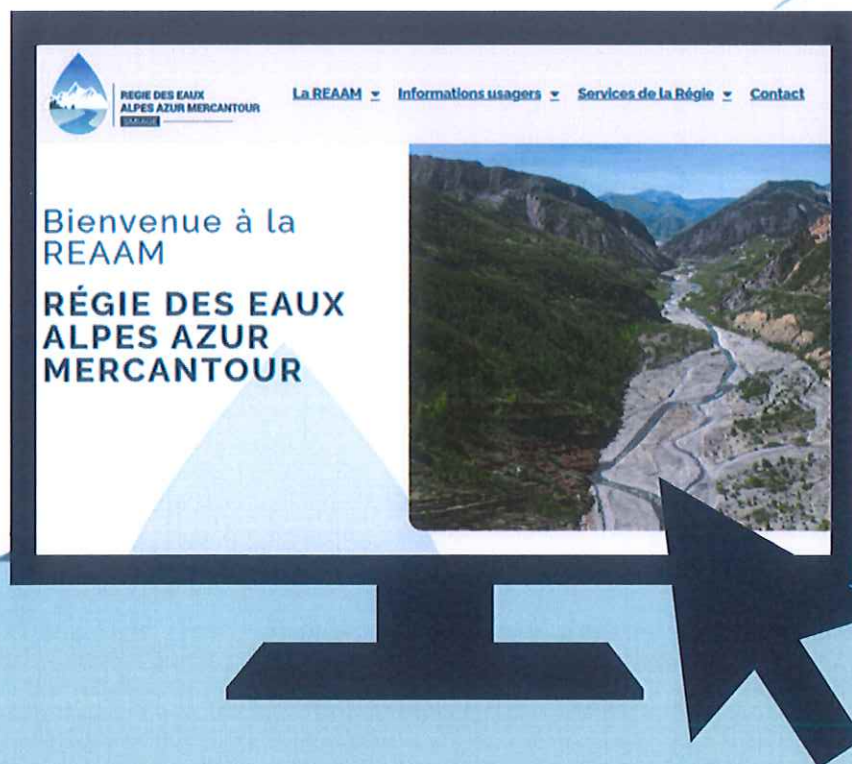 REGIE DES EAUX
ALPES AZUR MERCANTOUR
La REAAM Informations usagers Services de la Régie Contact
Bienvenue à la
REAAM
RÉGIE DES EAUX
ALPES AZUR
MERCANTOUR